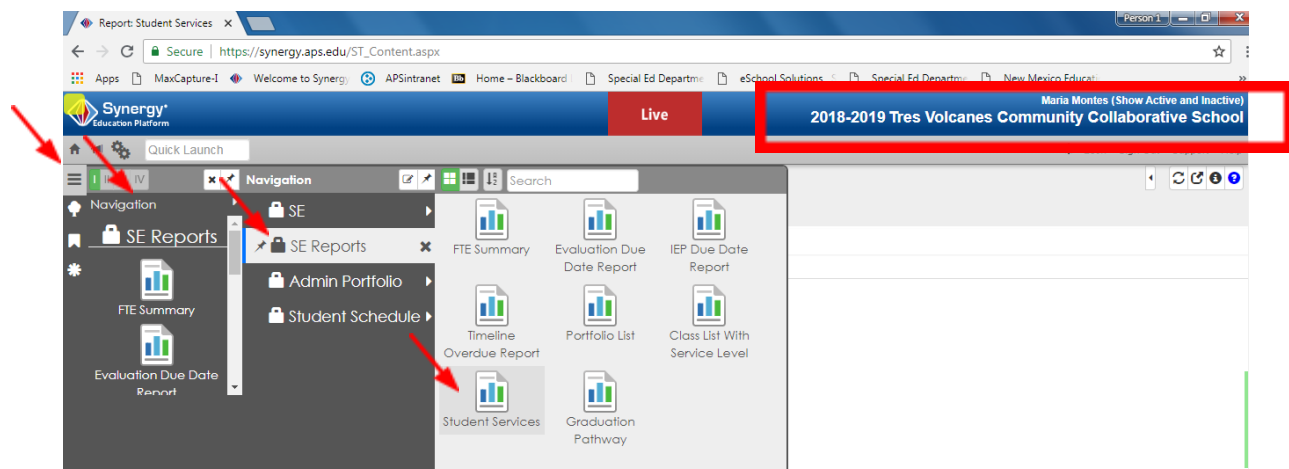 Report: Student Services
Person 1
Secure | https://synergy.aps.edu/ST_Content.aspx
Apps MaxCapture-I Welcome to Synergy APSintranet Bb Home – Blackboard Special Ed Departme eSchool Solutions Special Ed Departme New Mexico Educati »
Synergy
Education Platform
Live
Maria Montes (Show Active and Inactive)
2018-2019 Tres Volcanes Community Collaborative School
Quick Launch
I IV
Navigation
Search
Navigation
SE
SE Reports
SE Reports
Admin Portfolio
Student Schedule
FTE Summary
Evaluation Due Date
Report
FTE Summary
Evaluation Due
Date Report
IEP Due Date
Report
Timeline
Overdue Report
Portfolio List
Class List With
Service Level
Student Services
Graduation
Pathway